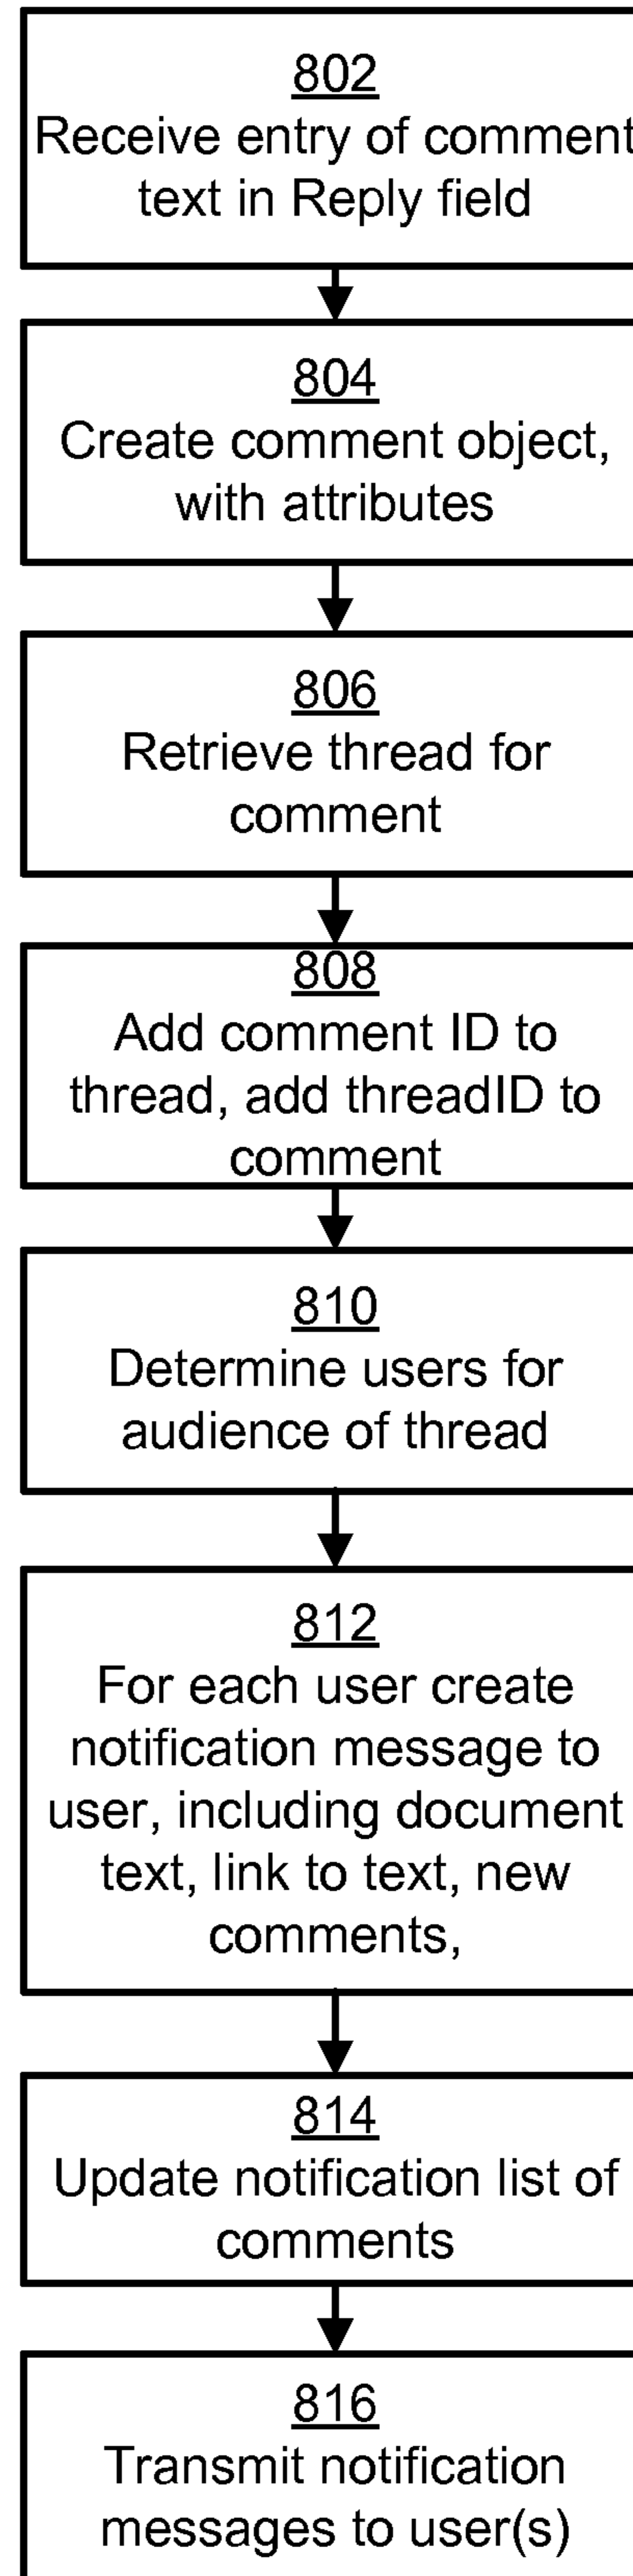 802
Receive entry of comment
text in Reply field
804
Create comment object,
with attributes
806
Retrieve thread for
comment
808
Add comment ID to
thread, add threadID to
comment
810
Determine users for
audience of thread
812
For each user create
notification message to
user, including document
text, link to text, new
comments,
814
Update notification list of
comments
816
Transmit notification
messages to user(s)